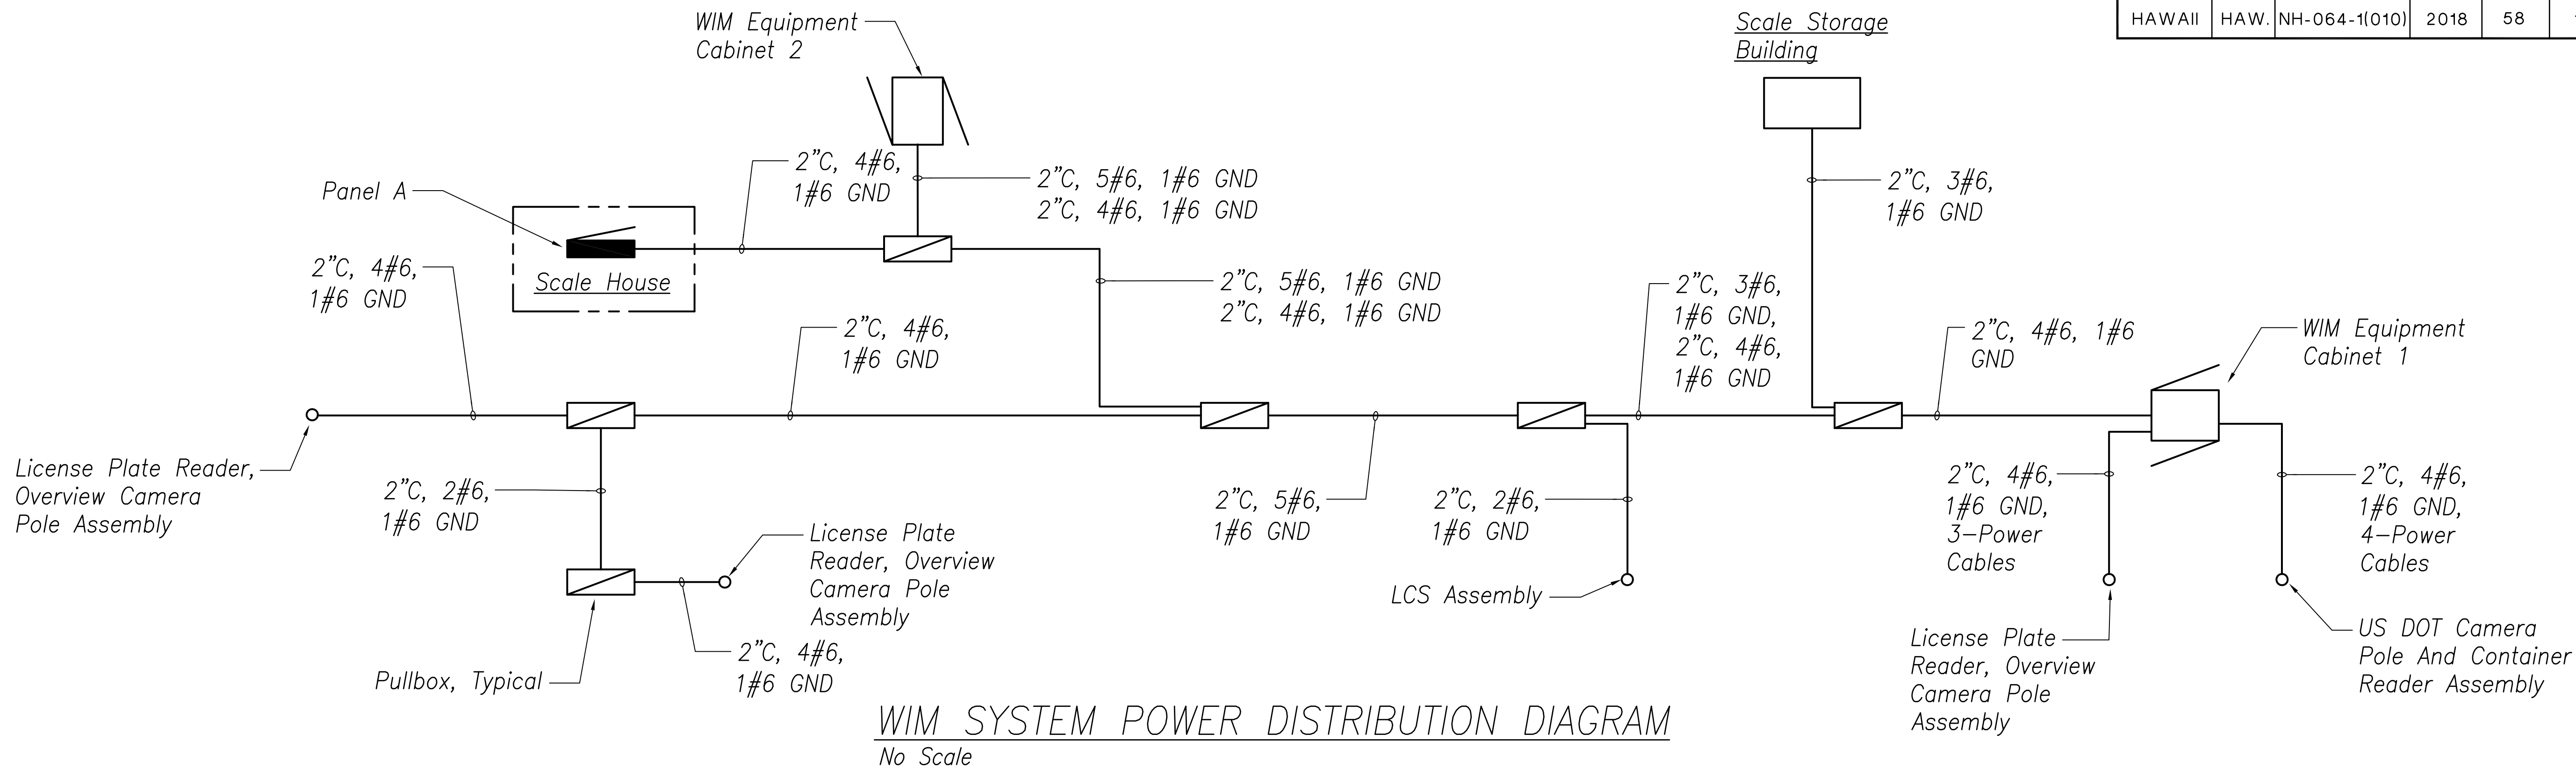 WIM Equipment
Cabinet 2
Scale Storage
Building
HAWAII HAW. NH-064-1(010) 2018 58
Panel A
2"C, 4#6,
1#6 GND
2"C, 5#6, 1#6 GND
2"C, 4#6, 1#6 GND
2"C, 3#6,
1#6 GND
2"C, 4#6,
1#6 GND
Scale House
2"C, 4#6,
1#6 GND
2"C, 5#6, 1#6 GND
2"C, 4#6, 1#6 GND
2"C, 3#6,
1#6 GND,
2"C, 4#6,
1#6 GND
2"C, 4#6, 1#6
GND
WIM Equipment
Cabinet 1
License Plate Reader,
Overview Camera
Pole Assembly
2"C, 2#6,
1#6 GND
License Plate
Reader, Overview
Camera Pole
Assembly
2"C, 5#6,
1#6 GND
2"C, 2#6,
1#6 GND
2"C, 4#6,
1#6 GND,
3-Power
Cables
2"C, 4#6,
1#6 GND,
4-Power
Cables
LCS Assembly
Pullbox, Typical
2"C, 4#6,
1#6 GND
License Plate
Reader, Overview
Camera Pole
Assembly
US DOT Camera
Pole And Container
Reader Assembly
WIM SYSTEM POWER DISTRIBUTION DIAGRAM
No Scale